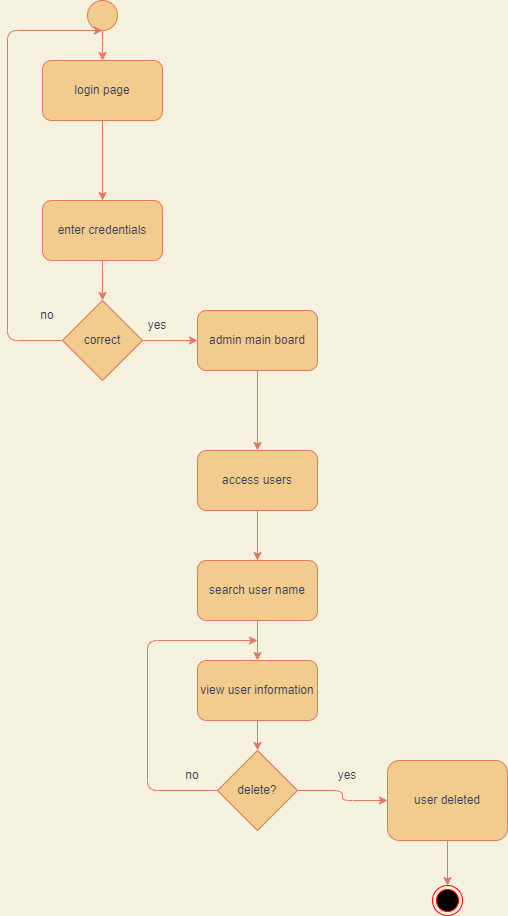 login page
enter credentials
no
yes
correct
admin main board
access users
search user name
view user information
no
yes
delete?
user deleted